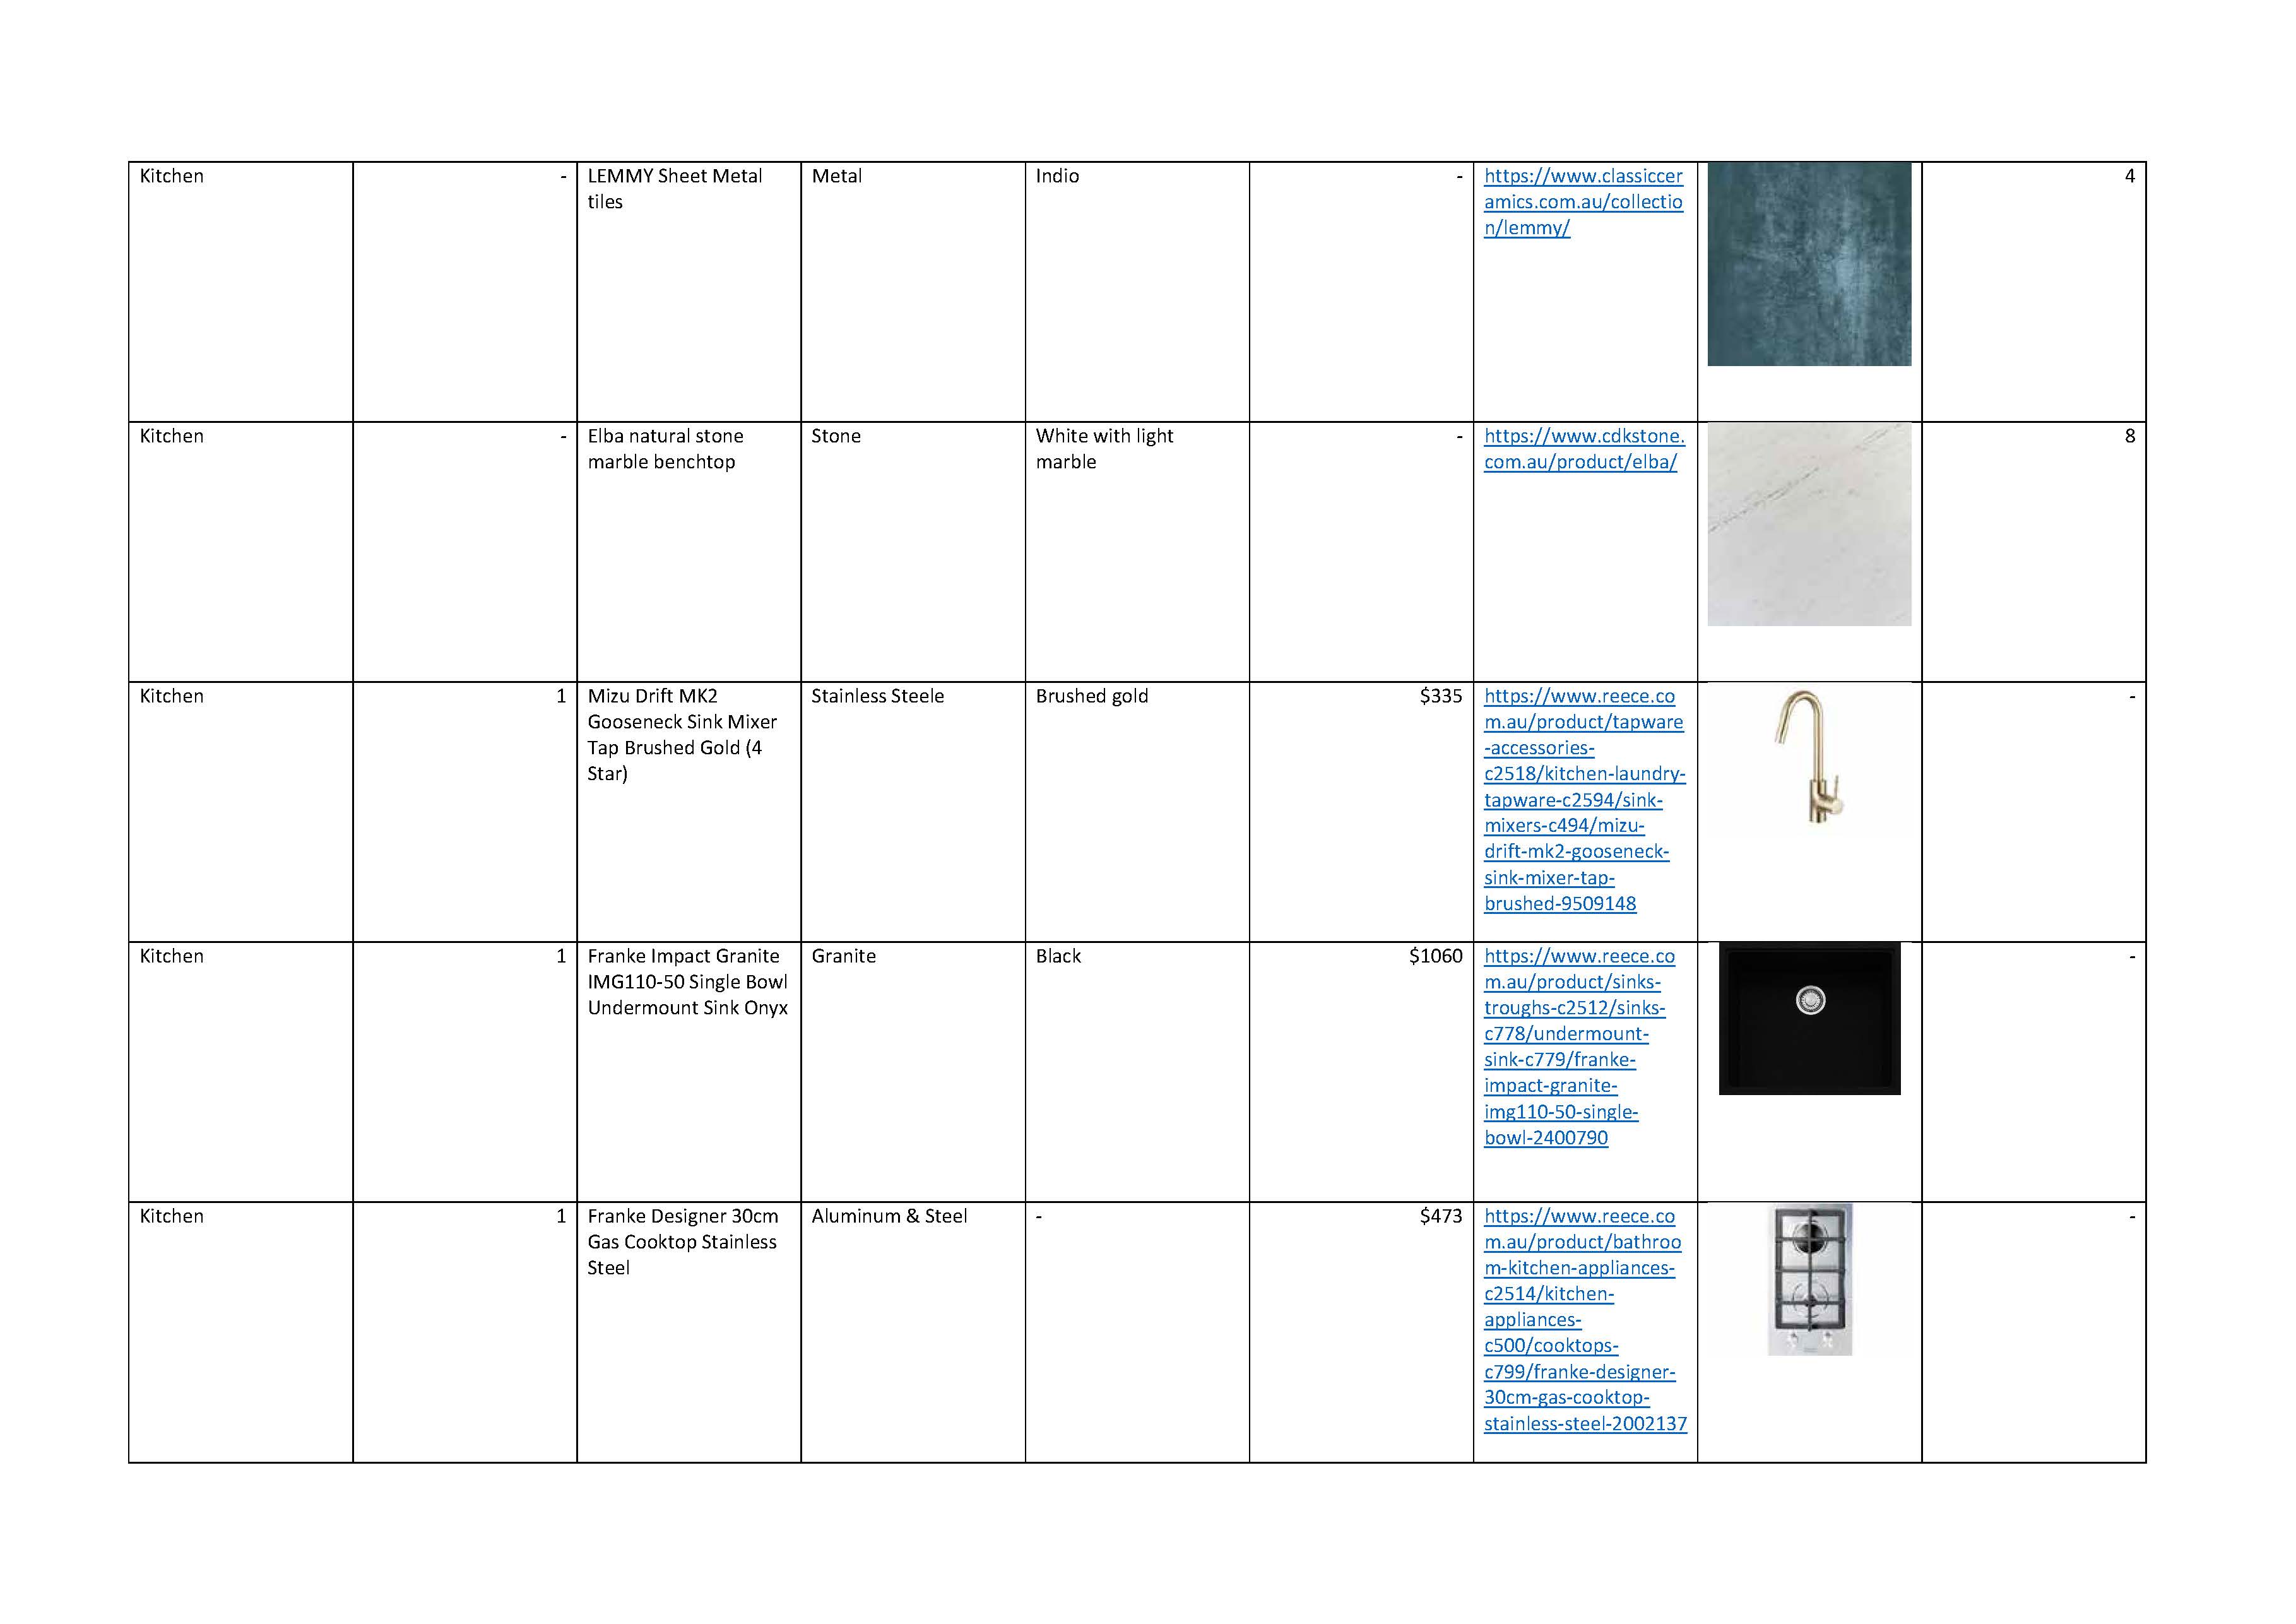 Kitchen
-
LEMMY Sheet Metal
tiles
Metal
Indio
-
https://www.classiccer
amics.com.au/collectio
n/lemmy/
4
Kitchen
-
Elba natural stone
marble benchtop
Stone
White with light
marble
-
https://www.cdkstone.
com.au/product/elba/
8
Kitchen
1
Mizu Drift MK2
Gooseneck Sink Mixer
Tap Brushed Gold (4
Star)
Stainless Steele
Brushed gold
$335
https://www.reece.co
m.au/product/tapware
-accessories-
c2518/kitchen-laundry-
tapware-c2594/sink-
mixers-c494/mizu-
drift-mk2-gooseneck-
sink-mixer-tap-
brushed-9509148
-
Kitchen
1
Franke Impact Granite
IMG110-50 Single Bowl
Undermount Sink Onyx
Granite
Black
$1060
https://www.reece.co
m.au/product/sinks-
troughs-c2512/sinks-
c778/undermount-
sink-c779/franke-
impact-granite-
img110-50-single-
bowl-2400790
-
Kitchen
1
Franke Designer 30cm
Gas Cooktop Stainless
Steel
Aluminum & Steel
-
$473
https://www.reece.co
m.au/product/bathroo
m-kitchen-appliances-
c2514/kitchen-
appliances-
c500/cooktops-
c799/franke-designer-
30cm-gas-cooktop-
stainless-steel-2002137
-